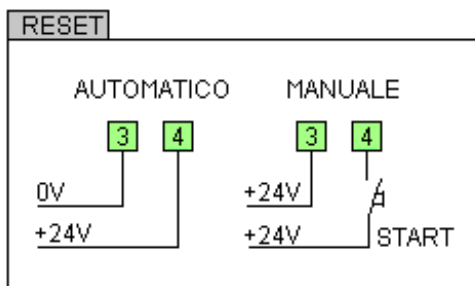 RESET
AUTOMATICO MANUALE
3 4 3 4
0V +24V
+24V +24V START